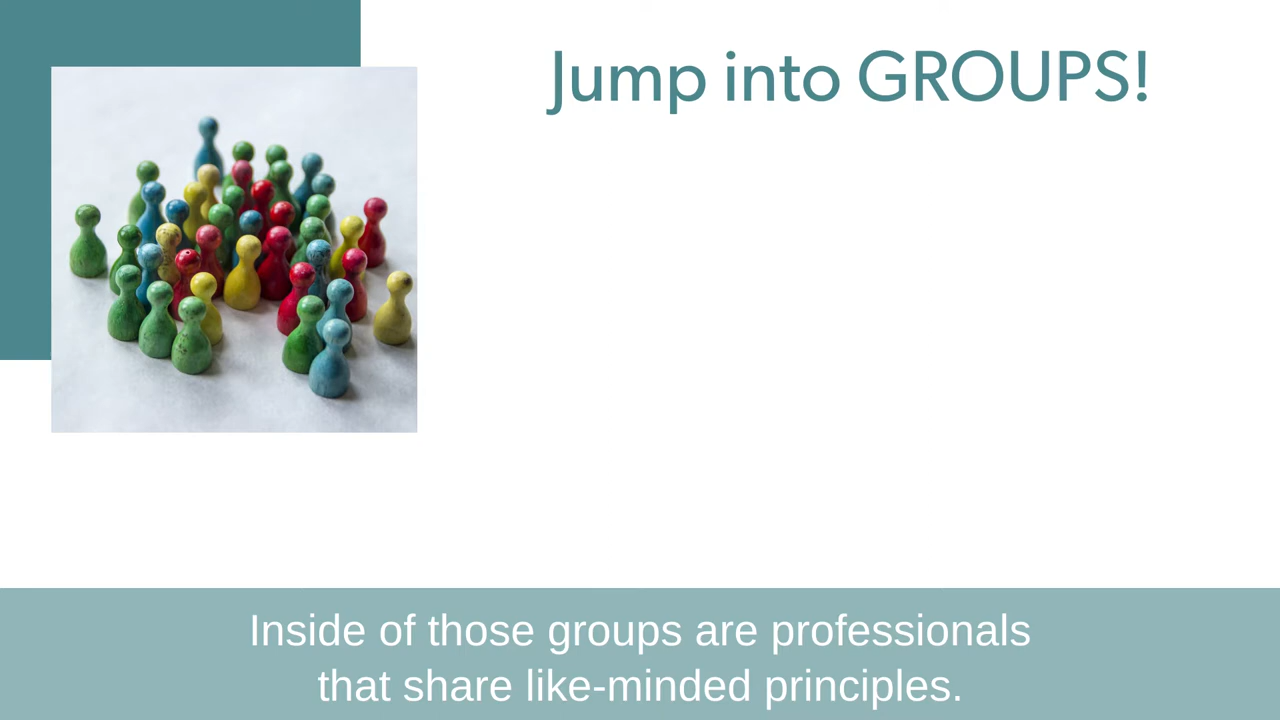 Jump into GROUPS!
Inside of those groups are professionals
that share like-minded principles.